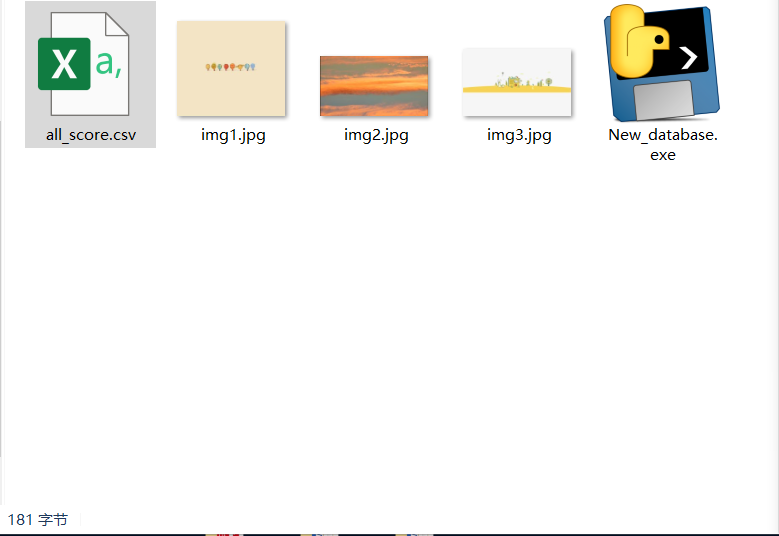 X a,
all_score.csv
img1.jpg
img2.jpg
img3.jpg
New_database.
exe
181 字节